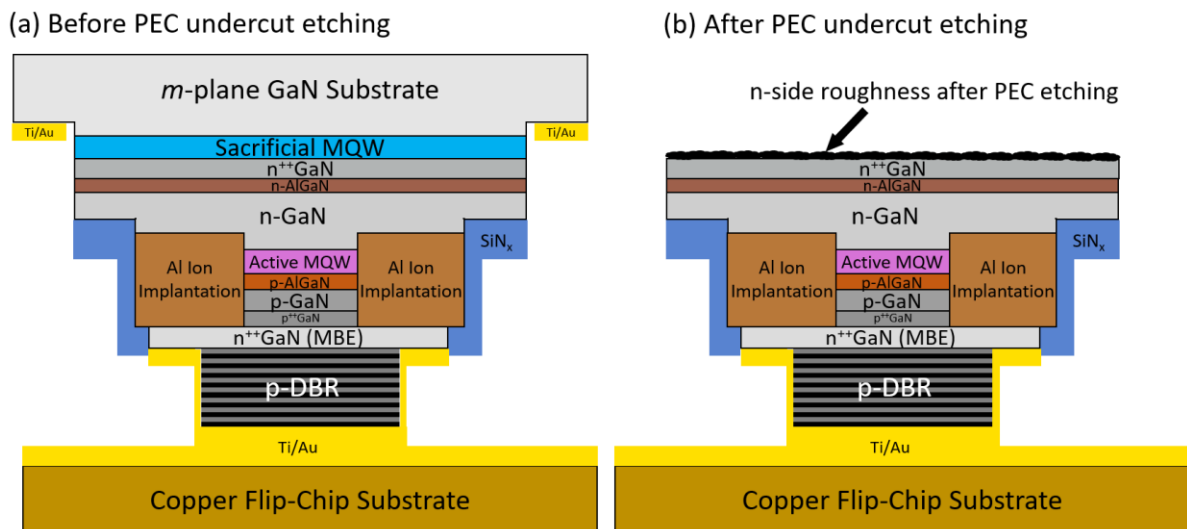 (a) Before PEC undercut etching
m-plane GaN Substrate
Ti/Au
Ti/Au
Sacrificial MQW
n⁺⁺GaN
n-AlGaN
n-GaN
SiNₓ
Al Ion
Implantation
Active MQW
p-AlGaN
p-GaN
p⁺⁺GaN
Al Ion
Implantation
n⁺⁺GaN (MBE)
p-DBR
Ti/Au
Copper Flip-Chip Substrate
(b) After PEC undercut etching
n-side roughness after PEC etching
n⁺⁺GaN
n-AlGaN
n-GaN
SiNₓ
Al Ion
Implantation
Active MQW
p-AlGaN
p-GaN
p⁺⁺GaN
Al Ion
Implantation
n⁺⁺GaN (MBE)
p-DBR
Ti/Au
Copper Flip-Chip Substrate